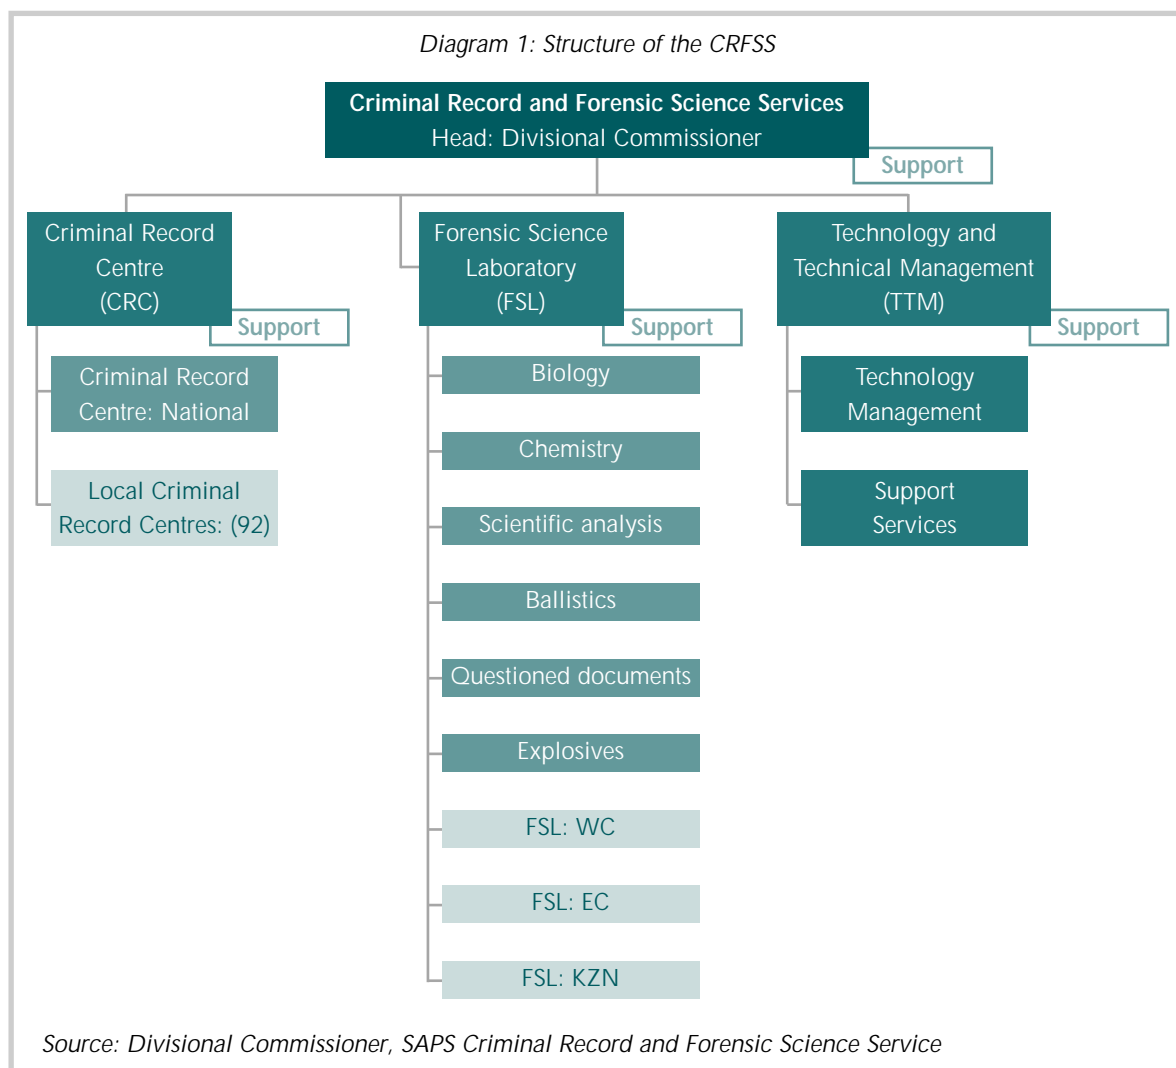 Diagram 1: Structure of the CRFSS
Criminal Record and Forensic Science Services
Head: Divisional Commissioner
Support
Criminal Record
Centre
(CRC)
Support
Criminal Record
Centre: National
Local Criminal
Record Centres: (92)
Forensic Science
Laboratory
(FSL)
Support
Biology
Chemistry
Scientific analysis
Ballistics
Questioned documents
Explosives
FSL: WC
FSL: EC
FSL: KZN
Technology and
Technical Management
(TTM)
Support
Technology
Management
Support
Services
Source: Divisional Commissioner, SAPS Criminal Record and Forensic Science Service